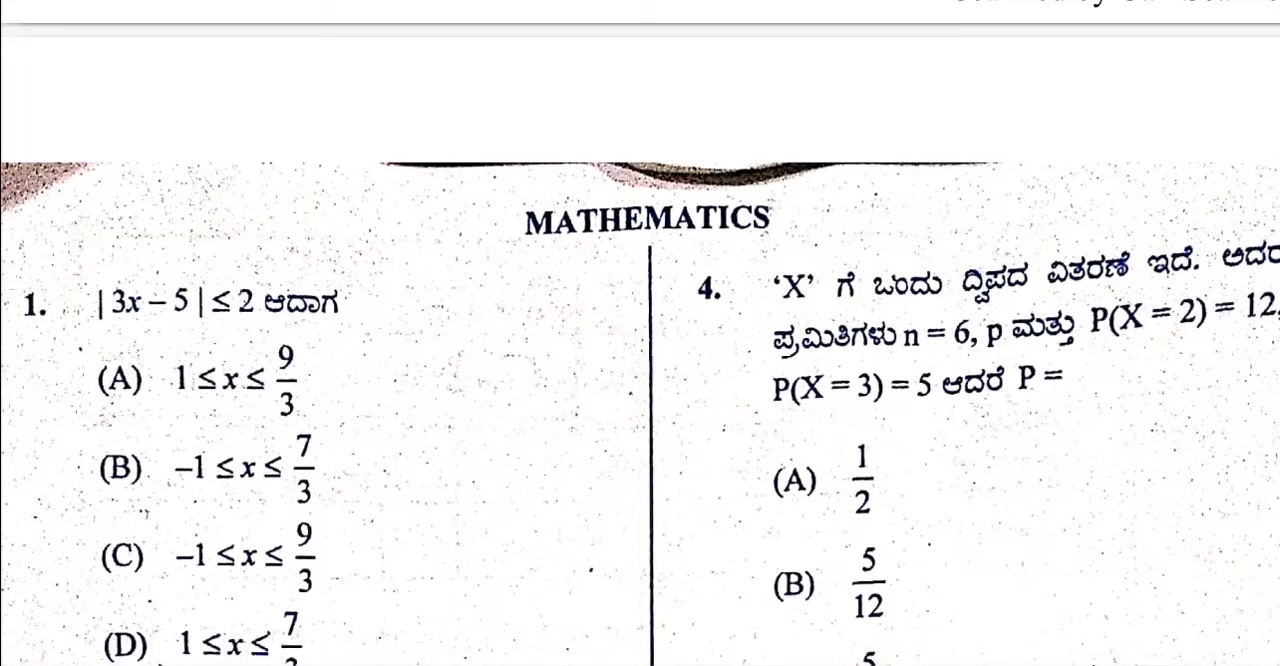 MATHEMATICS
1. | 3x – 5 | ≤ 2 ಆದಾಗ
(A) 1 ≤ x ≤ 9/3
(B) –1 ≤ x ≤ 7/3
(C) –1 ≤ x ≤ 9/3
(D) 1 ≤ x ≤ 7/
4. ‘X’ ಗೆ ಒಂದು ದ್ವಿಪದ ವಿತರಣೆ ಇದೆ.
ಪ್ರಮಿತಿಗಳು n = 6, p ಮತ್ತು P(X = 2) = 12,
P(X = 3) = 5 ಆದರೆ P =
(A) 1/2
(B) 5/12
5